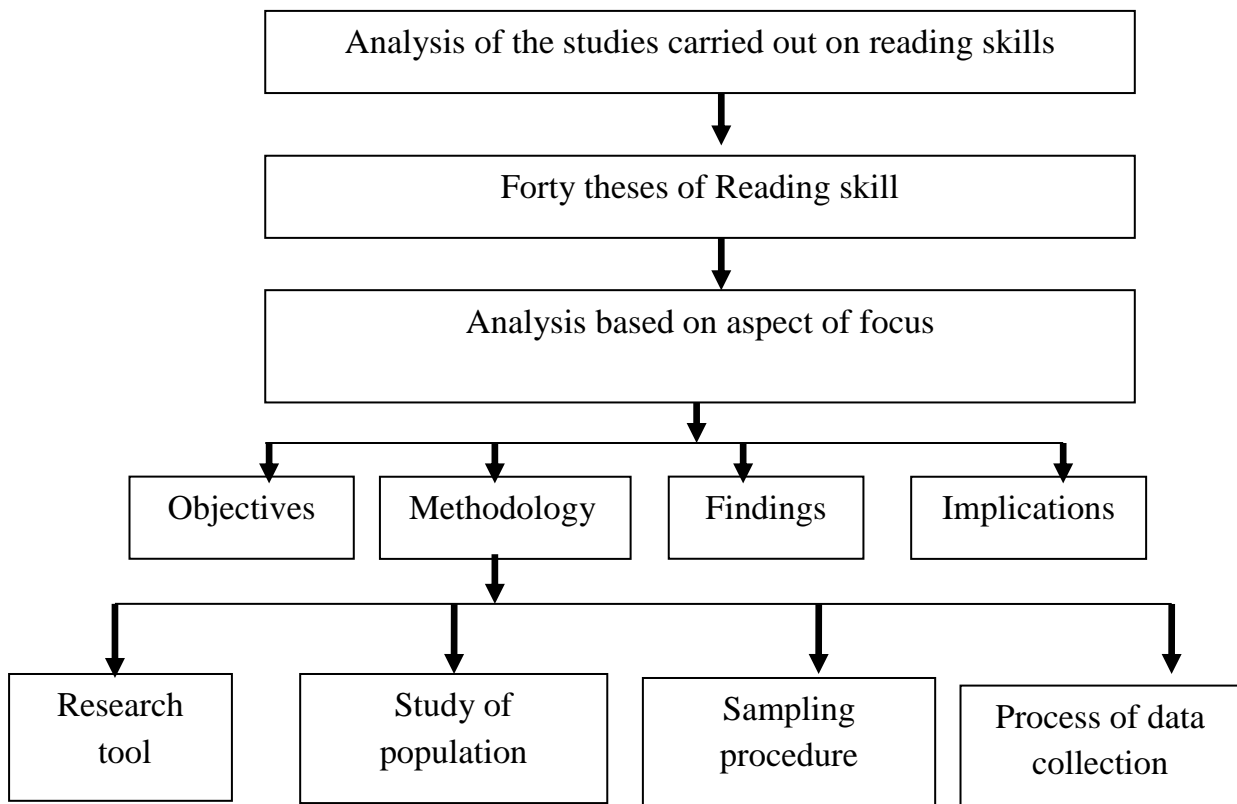 Analysis of the studies carried out on reading skills
Forty theses of Reading skill
Analysis based on aspect of focus
Objectives
Methodology
Findings
Implications
Research
tool
Study of
population
Sampling
procedure
Process of data
collection